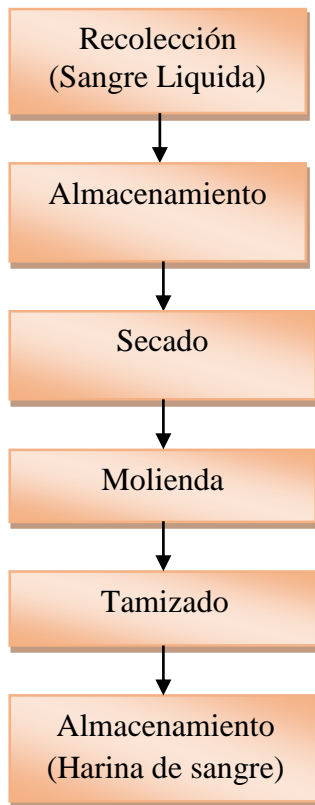 Recolección
(Sangre Liquida)
Almacenamiento
Secado
Molienda
Tamizado
Almacenamiento
(Harina de sangre)